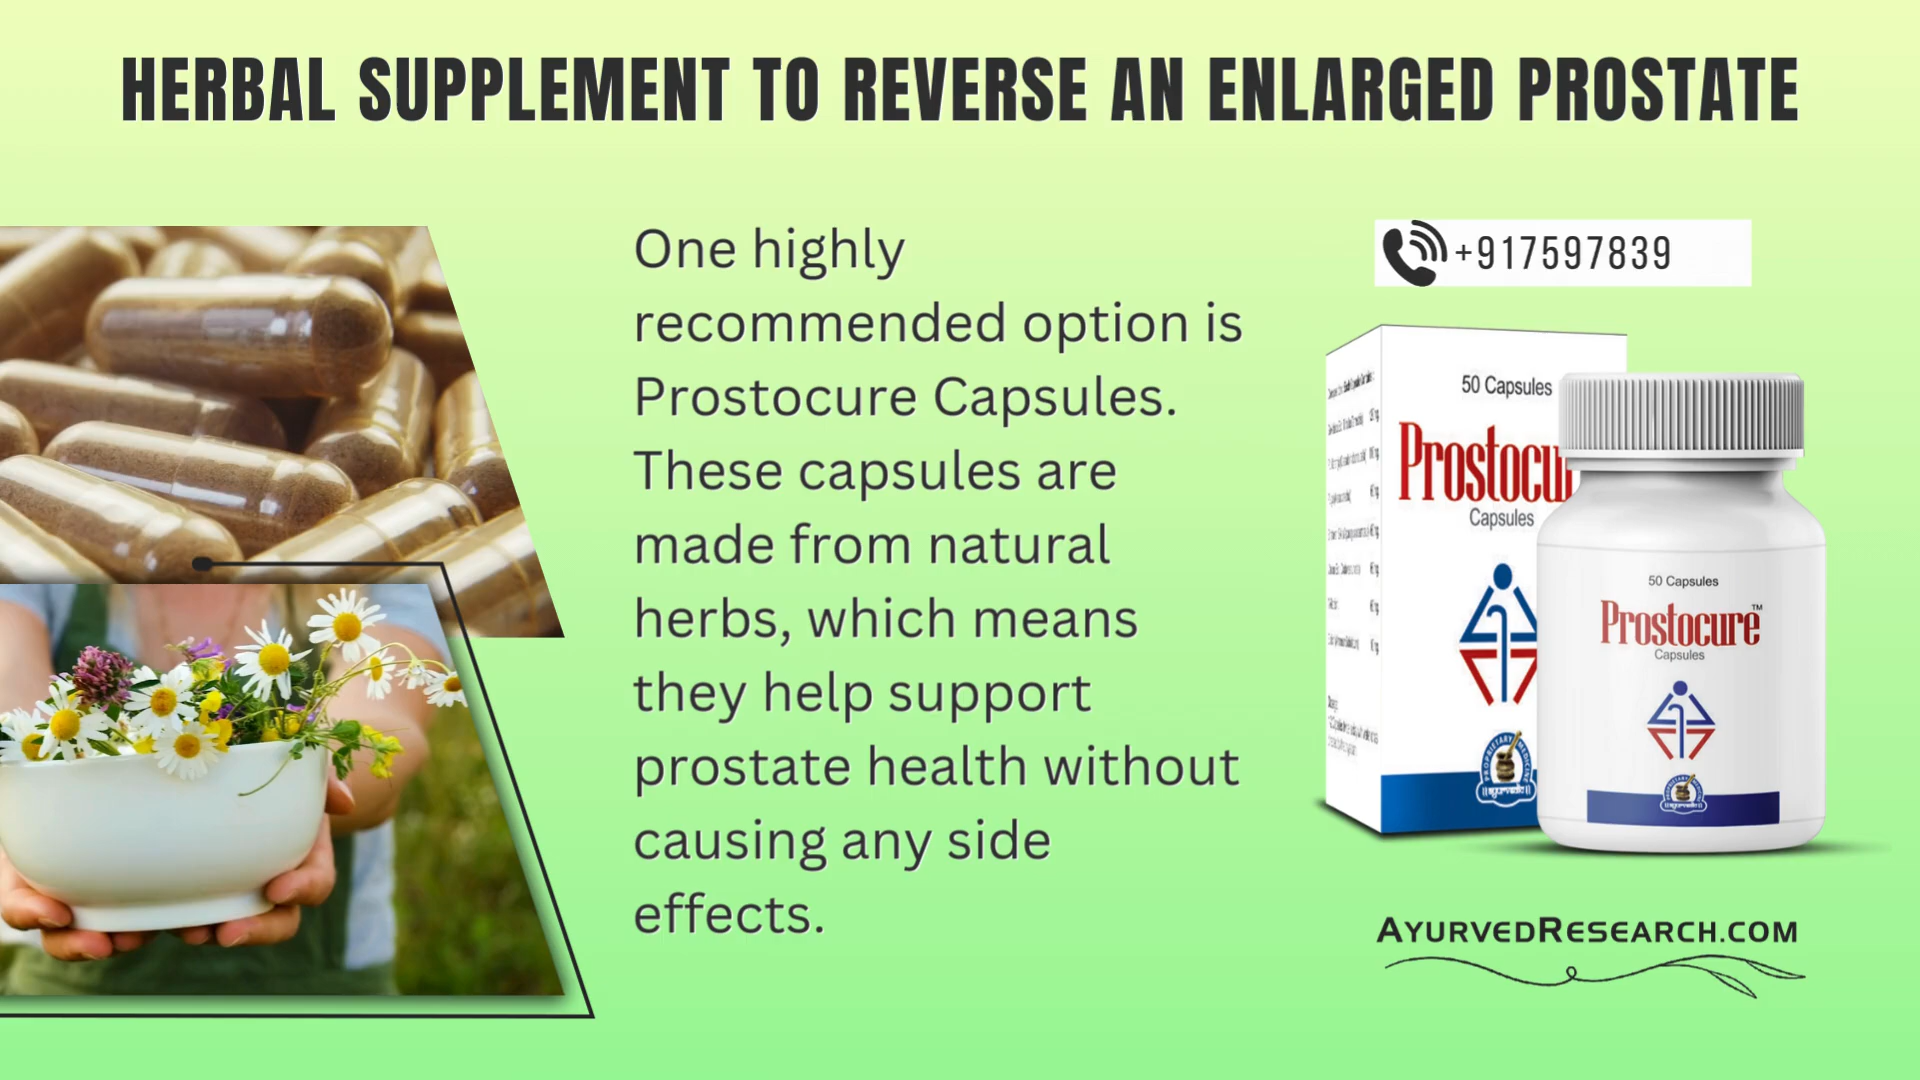 HERBAL SUPPLEMENT TO REVERSE AN ENLARGED PROSTATE
One highly
recommended option is
Prostocure Capsules.
These capsules are
made from natural
herbs, which means
they help support
prostate health without
causing any side
effects.
+917597839
50 Capsules
Prostocu
Capsules
PROPRIETARY MEDICINE
50 Capsules
Prostocure™
Capsules
AYURVEDRESEARCH.COM